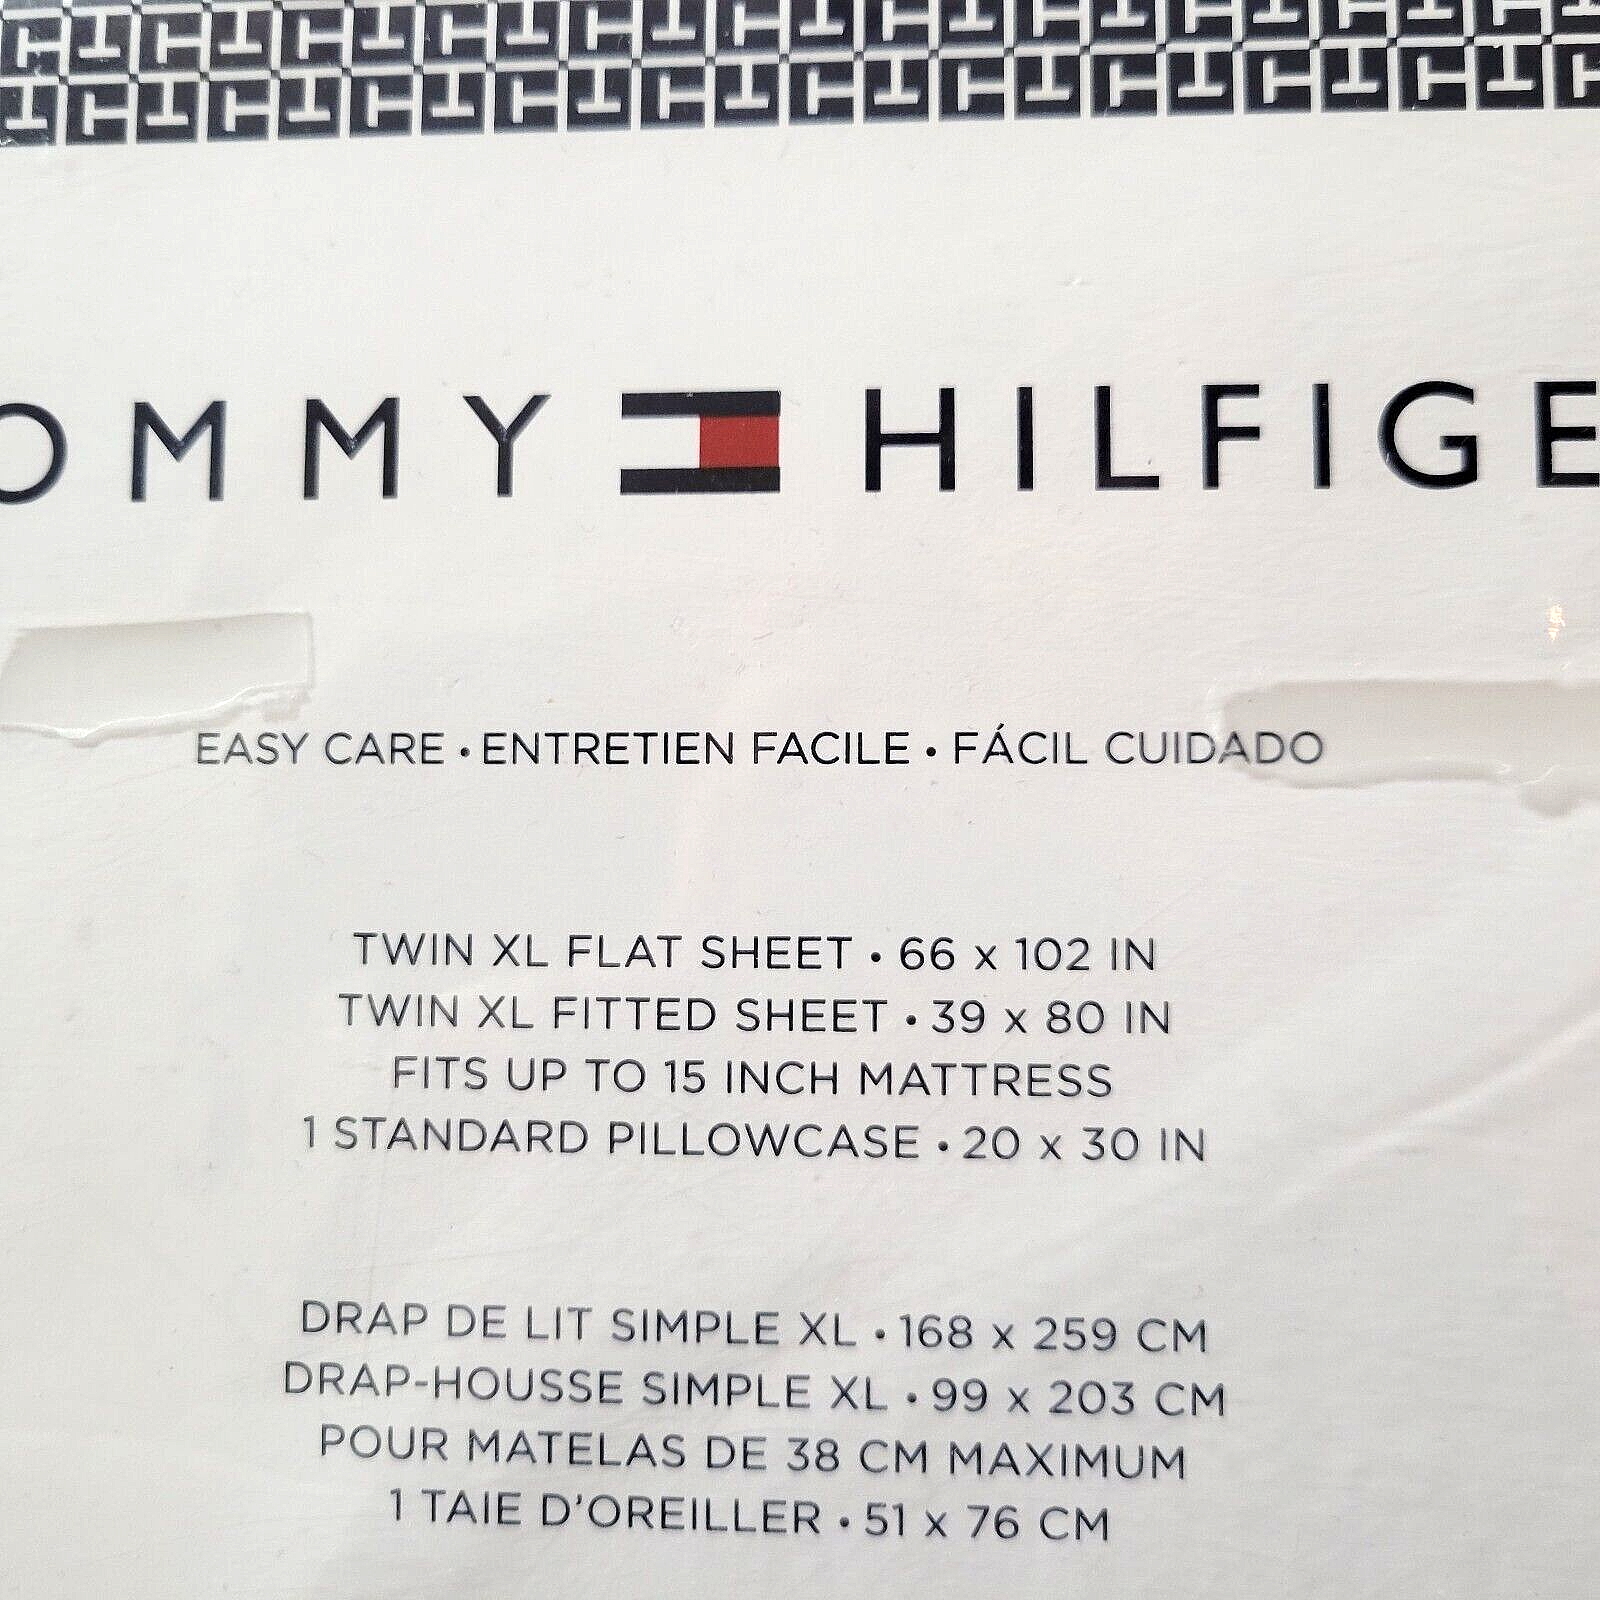 OMMY HILFIGE
EASY CARE • ENTRETIEN FACILE • FÁCIL CUIDADO
TWIN XL FLAT SHEET • 66 x 102 IN
TWIN XL FITTED SHEET • 39 x 80 IN
FITS UP TO 15 INCH MATTRESS
1 STANDARD PILLOWCASE • 20 x 30 IN
DRAP DE LIT SIMPLE XL • 168 x 259 CM
DRAP-HOUSSE SIMPLE XL • 99 x 203 CM
POUR MATELAS DE 38 CM MAXIMUM
1 TAIE D'OREILLER • 51 x 76 CM